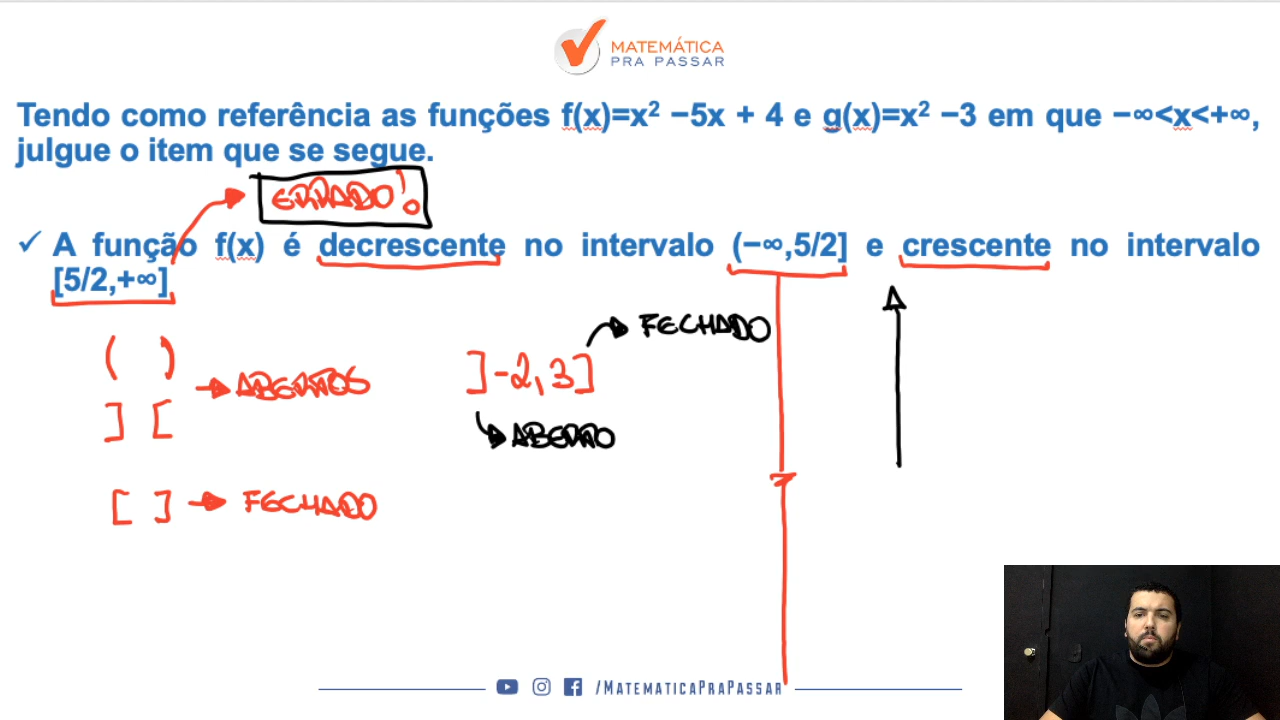 MATEMÁTICA
PRA PASSAR
Tendo como referência as funções f(x)=x² −5x + 4 e g(x)=x² −3 em que −∞<x<+∞,
julgue o item que se segue.
ERRADO!
✓ A função f(x) é decrescente no intervalo (−∞,5/2] e crescente no intervalo
[5/2,+∞]
( )
] [
→ ABERTOS
[ ] → FECHADO
]-2,3]
FECHADO
ABERTO
/MATEMATICAPRAPASSAR